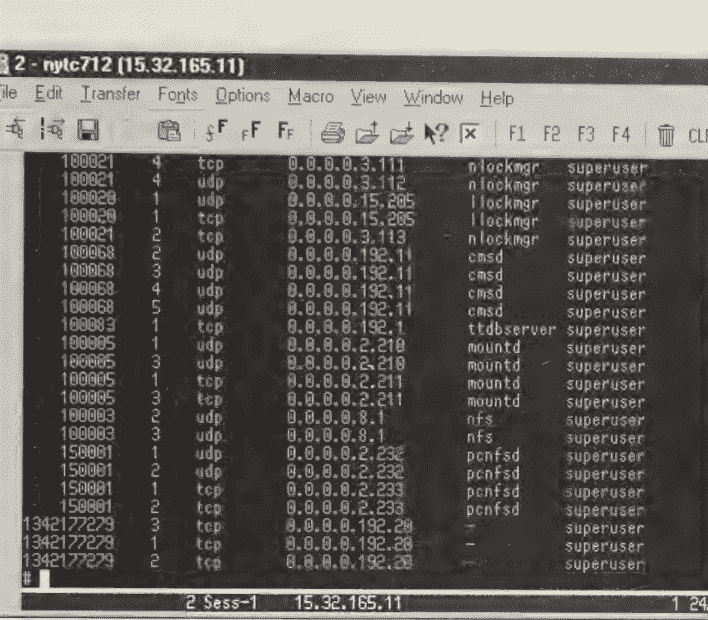 2 - nytc712 (15.32.165.11)
ile Edit Transfer Fonts Options Macro View Window Help
$F FF FF F1 F2 F3 F4 CLR
100021 4 tcp 0.0.0.0.3.111 nlockmgr superuser
100021 4 udp 0.0.0.0.3.112 nlockmgr superuser
100020 1 udp 0.0.0.0.15.205 llockmgr superuser
100020 1 tcp 0.0.0.0.15.205 llockmgr superuser
100021 2 tcp 0.0.0.0.3.113 nlockmgr superuser
100068 2 udp 0.0.0.0.192.11 cmsd superuser
100068 3 udp 0.0.0.0.192.11 cmsd superuser
100068 4 udp 0.0.0.0.192.11 cmsd superuser
100068 5 udp 0.0.0.0.192.11 cmsd superuser
100083 1 tcp 0.0.0.0.192.1 ttdbserver superuser
100005 1 udp 0.0.0.0.2.210 mountd superuser
100005 3 udp 0.0.0.0.2.210 mountd superuser
100005 1 tcp 0.0.0.0.2.211 mountd superuser
100005 3 tcp 0.0.0.0.2.211 mountd superuser
100003 2 udp 0.0.0.0.8.1 nfs superuser
100003 3 udp 0.0.0.0.8.1 nfs superuser
150001 1 udp 0.0.0.0.2.232 pcnfsd superuser
150001 2 udp 0.0.0.0.2.232 pcnfsd superuser
150001 1 tcp 0.0.0.0.2.233 pcnfsd superuser
150001 2 tcp 0.0.0.0.2.233 pcnfsd superuser
1342177279 3 tcp 0.0.0.0.192.20 - superuser
1342177279 1 tcp 0.0.0.0.192.20 - superuser
1342177279 2 tcp 0.0.0.0.192.20 - superuser
#
2 Sess-1 15.32.165.11 1 24